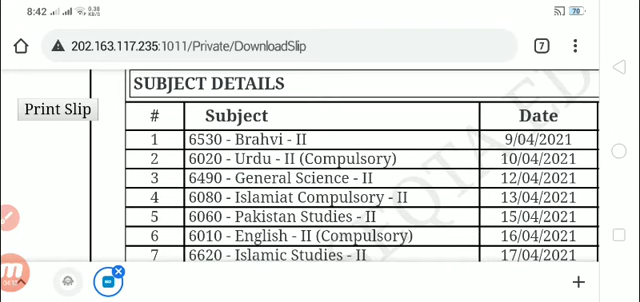 8:42 0.38 KB/S 70
202.163.117.235:1011/Private/DownloadSlip 7
SUBJECT DETAILS
Print Slip
# Subject Date
1 6530 - Brahvi - II 9/04/2021
2 6020 - Urdu - II (Compulsory) 10/04/2021
3 6490 - General Science - II 12/04/2021
4 6080 - Islamiat Compulsory - II 13/04/2021
5 6060 - Pakistan Studies - II 15/04/2021
6 6010 - English - II (Compulsory) 16/04/2021
7 6620 - Islamic Studies - II 17/04/2021